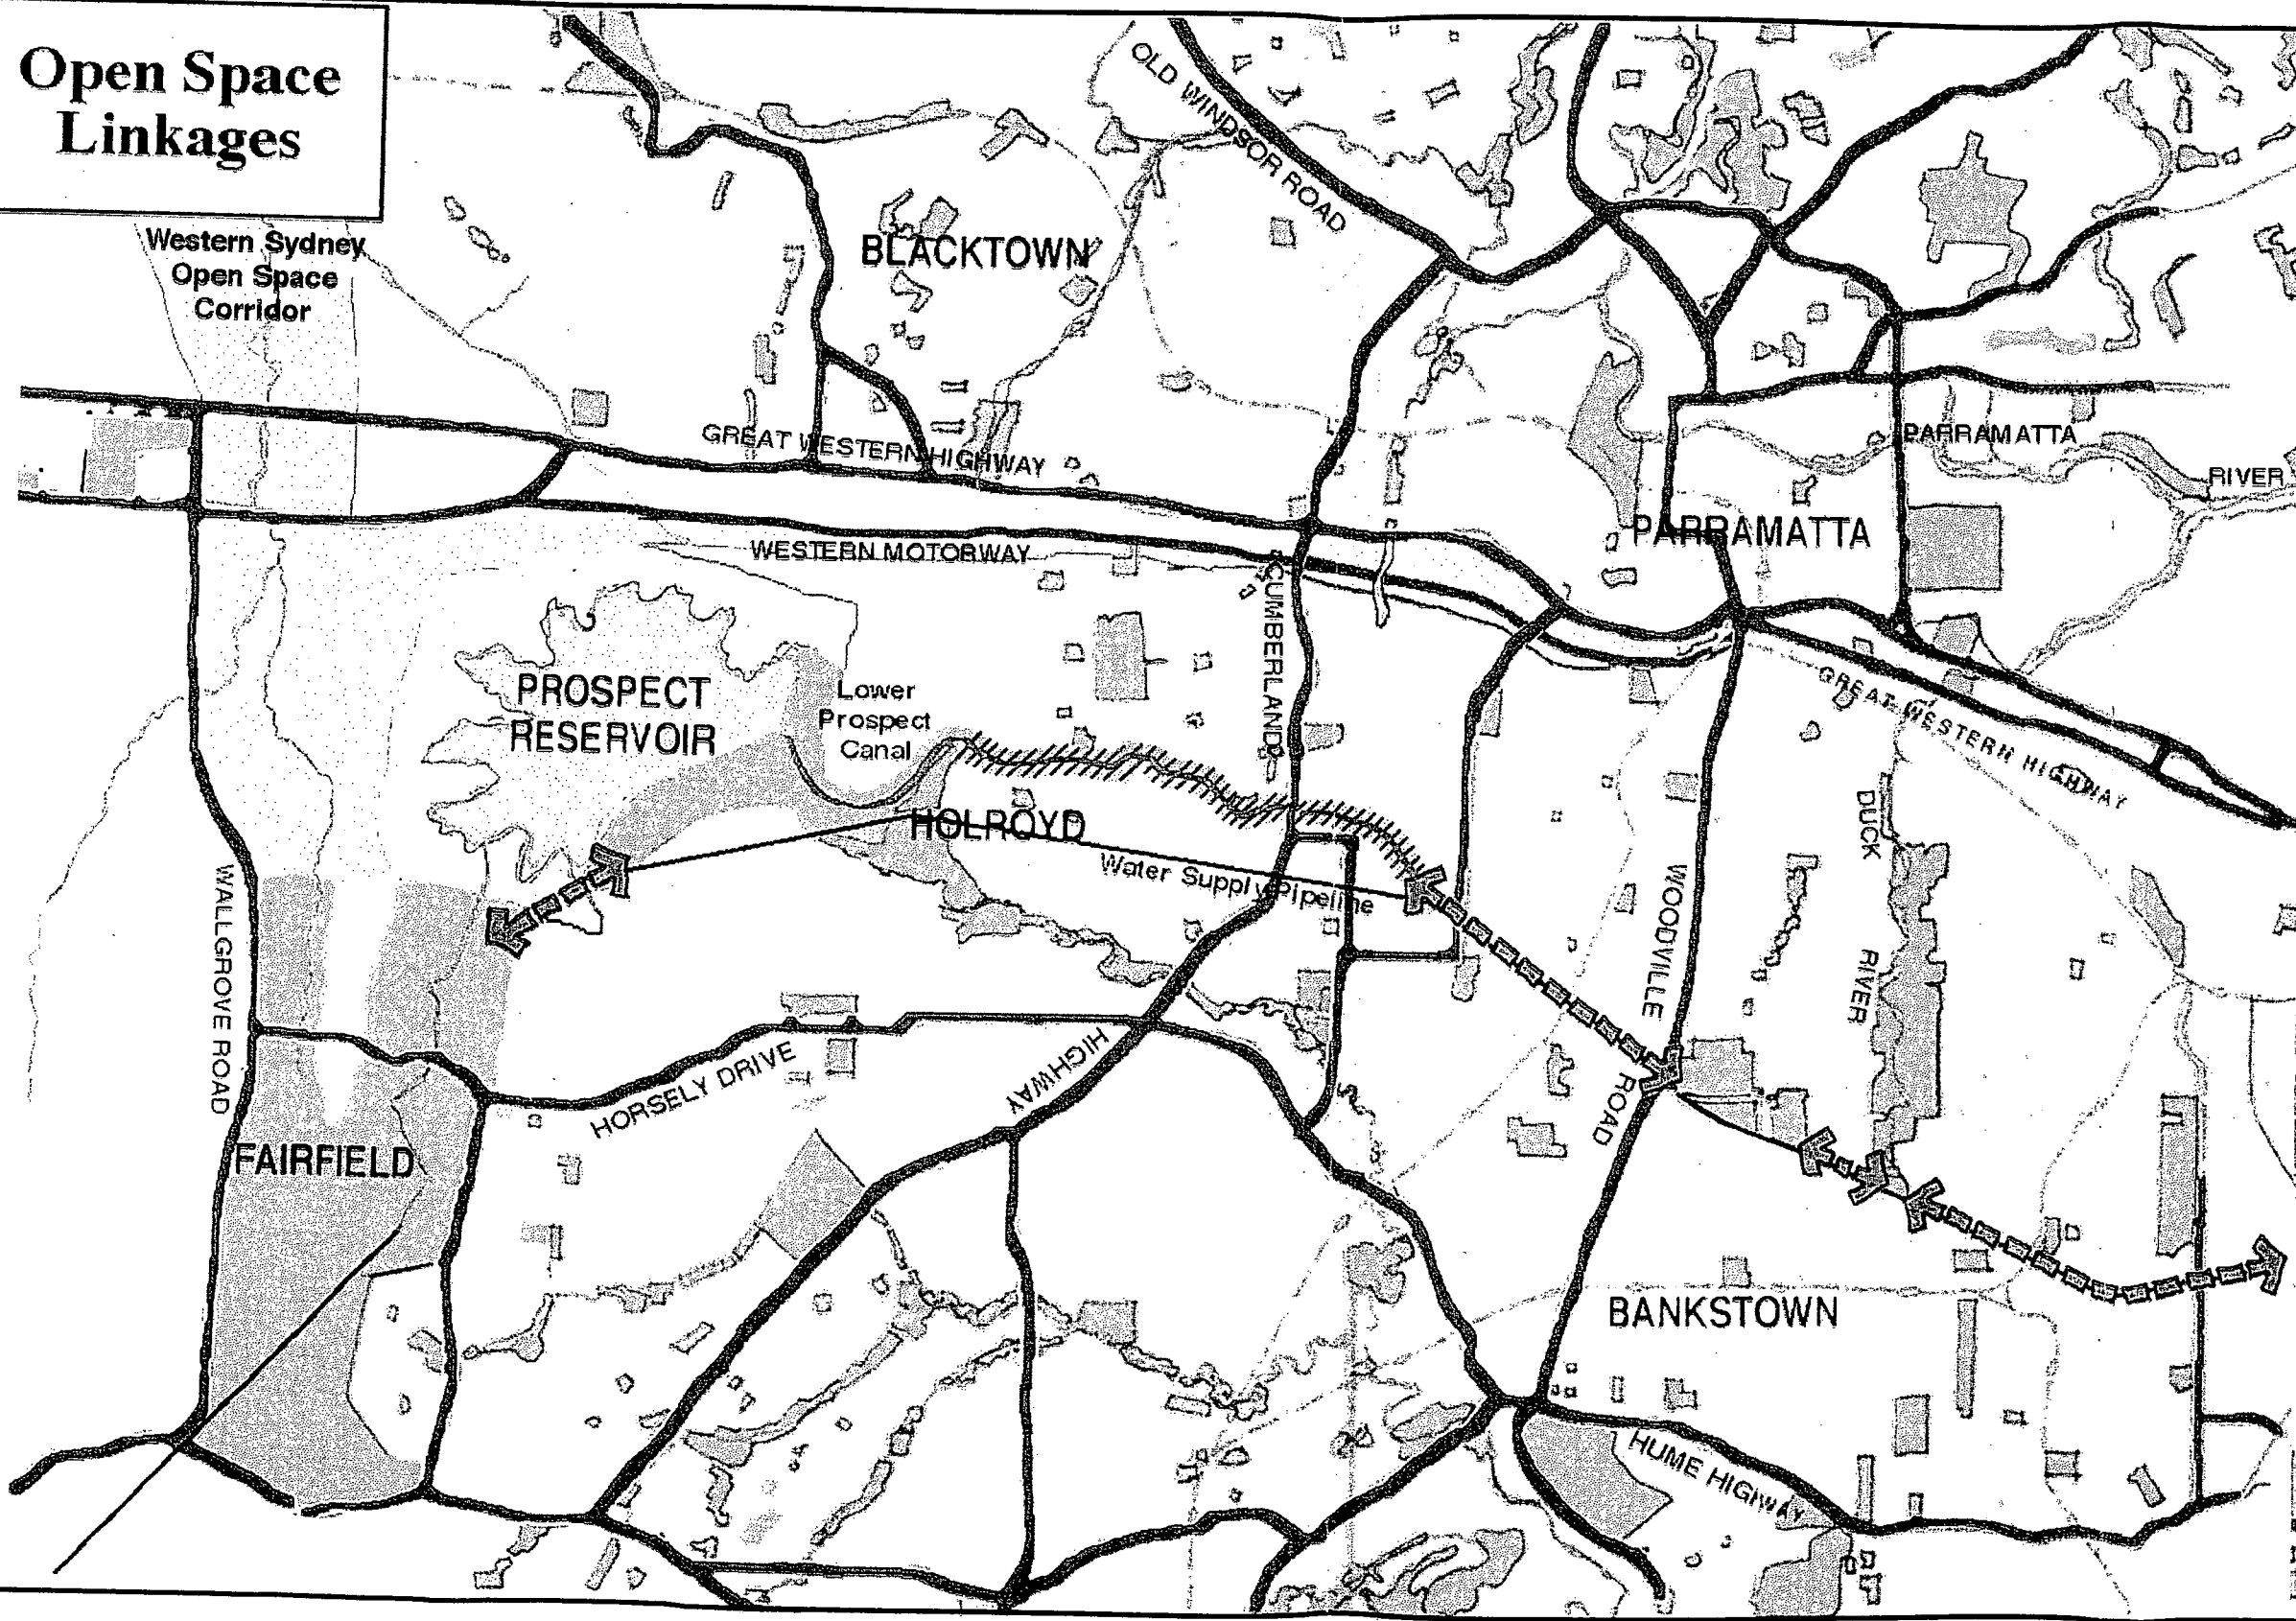 Open Space
Linkages
Western Sydney
Open Space
Corridor
BLACKTOWN
OLD WINDSOR ROAD
GREAT WESTERN HIGHWAY
WESTERN MOTORWAY
PARRAMATTA
RIVER
PARRAMATTA
CUMBERLAND
PROSPECT
RESERVOIR
Lower
Prospect
Canal
GREAT WESTERN HIGHWAY
HOLROYD
Water Supply Pipeline
DUCK
RIVER
WALLGROVE ROAD
WOODVILLE
ROAD
HORSELY DRIVE
HIGHWAY
FAIRFIELD
BANKSTOWN
HUME HIGIWAY